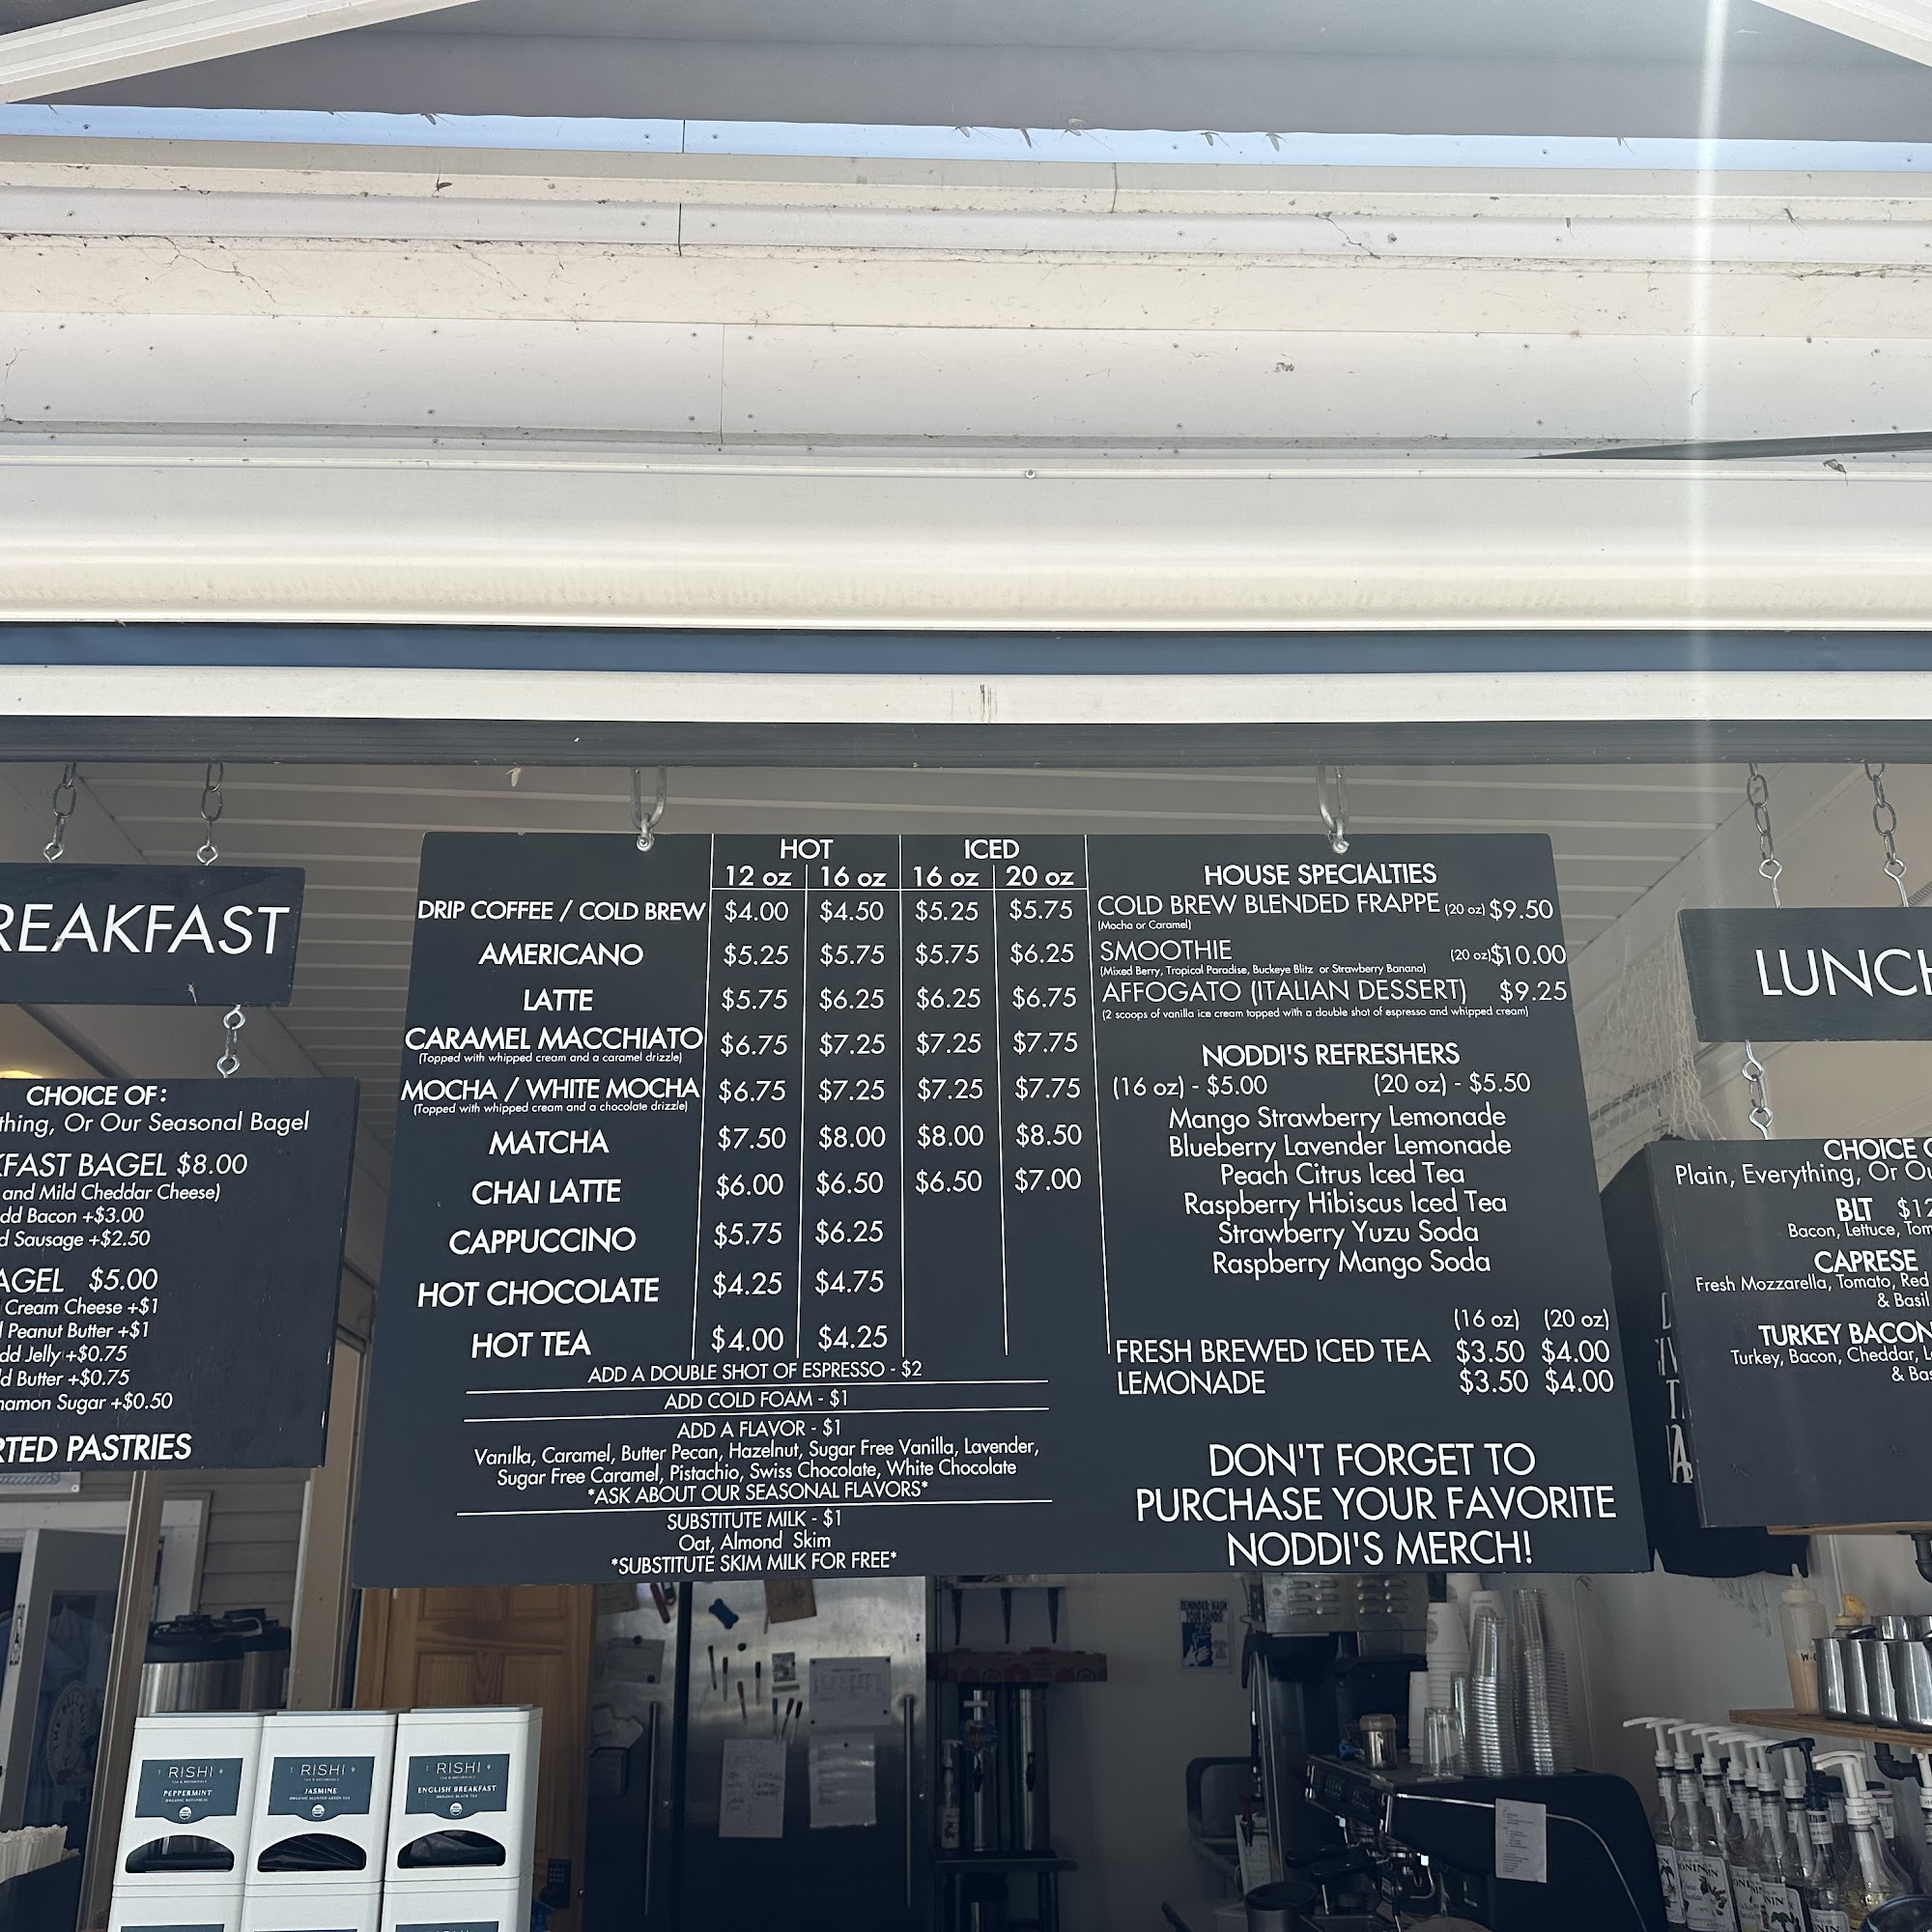 REAKFAST
CHOICE OF:
thing, Or Our Seasonal Bagel
FAST BAGEL $8.00
and Mild Cheddar Cheese)
dd Bacon +$3.00
d Sausage +$2.50
AGEL $5.00
Cream Cheese +$1
Peanut Butter +$1
dd Jelly +$0.75
d Butter +$0.75
namon Sugar +$0.50
RTED PASTRIES
HOT ICED
12 oz 16 oz 16 oz 20 oz
DRIP COFFEE / COLD BREW $4.00 $4.50 $5.25 $5.75
AMERICANO $5.25 $5.75 $5.75 $6.25
LATTE $5.75 $6.25 $6.25 $6.75
CARAMEL MACCHIATO $6.75 $7.25 $7.25 $7.75
(Topped with whipped cream and a caramel drizzle)
MOCHA / WHITE MOCHA $6.75 $7.25 $7.25 $7.75
(Topped with whipped cream and a chocolate drizzle)
MATCHA $7.50 $8.00 $8.00 $8.50
CHAI LATTE $6.00 $6.50 $6.50 $7.00
CAPPUCCINO $5.75 $6.25
HOT CHOCOLATE $4.25 $4.75
HOT TEA $4.00 $4.25
ADD A DOUBLE SHOT OF ESPRESSO - $2
ADD COLD FOAM - $1
ADD A FLAVOR - $1
Vanilla, Caramel, Butter Pecan, Hazelnut, Sugar Free Vanilla, Lavender,
Sugar Free Caramel, Pistachio, Swiss Chocolate, White Chocolate
*ASK ABOUT OUR SEASONAL FLAVORS*
SUBSTITUTE MILK - $1
Oat, Almond Skim
*SUBSTITUTE SKIM MILK FOR FREE*
HOUSE SPECIALTIES
COLD BREW BLENDED FRAPPE (20 oz) $9.50
(Mocha or Caramel)
SMOOTHIE (20 oz) $10.00
(Mixed Berry, Tropical Paradise, Buckeye Blitz or Strawberry Banana)
AFFOGATO (ITALIAN DESSERT) $9.25
(2 scoops of vanilla ice cream topped with a double shot of espresso and whipped cream)
NODDI'S REFRESHERS
(16 oz) - $5.00 (20 oz) - $5.50
Mango Strawberry Lemonade
Blueberry Lavender Lemonade
Peach Citrus Iced Tea
Raspberry Hibiscus Iced Tea
Strawberry Yuzu Soda
Raspberry Mango Soda
(16 oz) (20 oz)
FRESH BREWED ICED TEA $3.50 $4.00
LEMONADE $3.50 $4.00
DON'T FORGET TO
PURCHASE YOUR FAVORITE
NODDI'S MERCH!
LUNCH
CHOICE O
Plain, Everything, Or Ou
BLT $12
Bacon, Lettuce, Tom
CAPRESE
Fresh Mozzarella, Tomato, Red
& Basil
TURKEY BACON
Turkey, Bacon, Cheddar, L
& Bas
REMINDER: WASH
YOUR HANDS!
RISHI
PEPPERMINT
RISHI
JASMINE
RISHI
ENGLISH BREAKFAST